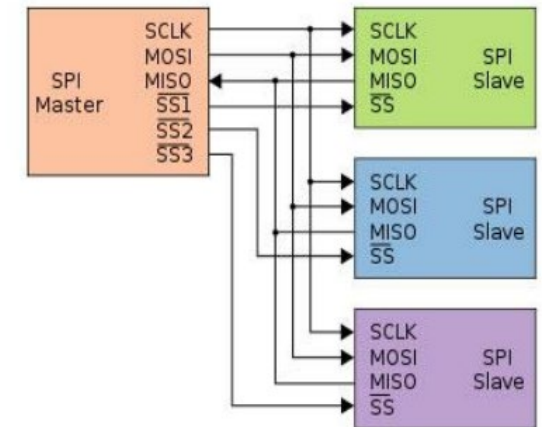 SCLK
MOSI
SPI MISO
Master SS1
SS2
SS3
SCLK
MOSI SPI
MISO Slave
SS
SCLK
MOSI SPI
MISO Slave
SS
SCLK
MOSI SPI
MISO Slave
SS